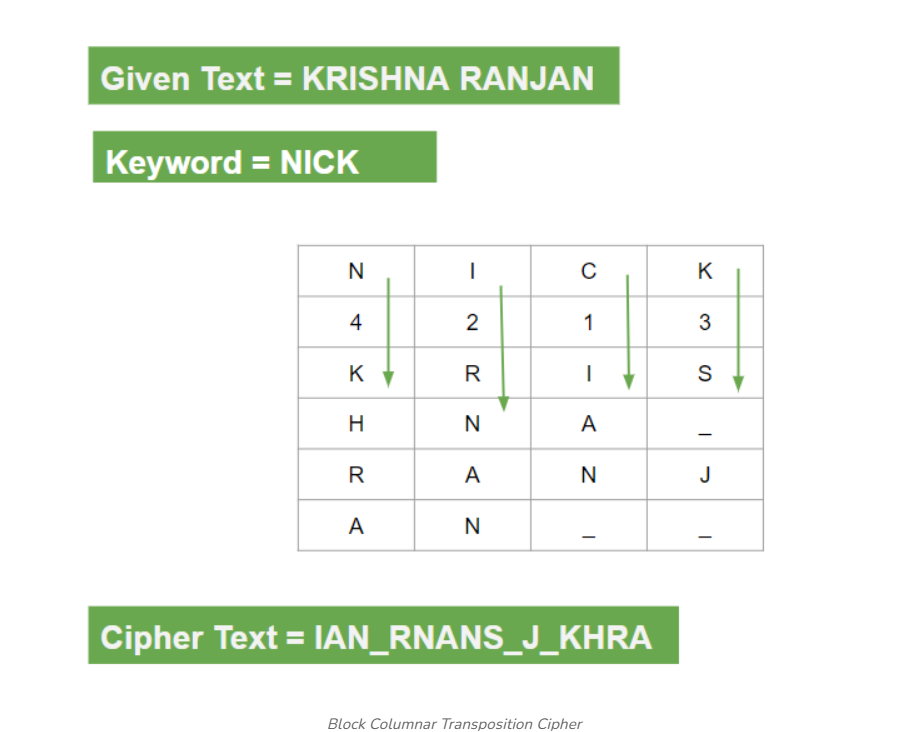 Given Text = KRISHNA RANJAN
Keyword = NICK
N I C K
4 2 1 3
K R I S
H N A _
R A N J
A N _ _
Cipher Text = IAN_RNANS_J_KHRA
Block Columnar Transposition Cipher